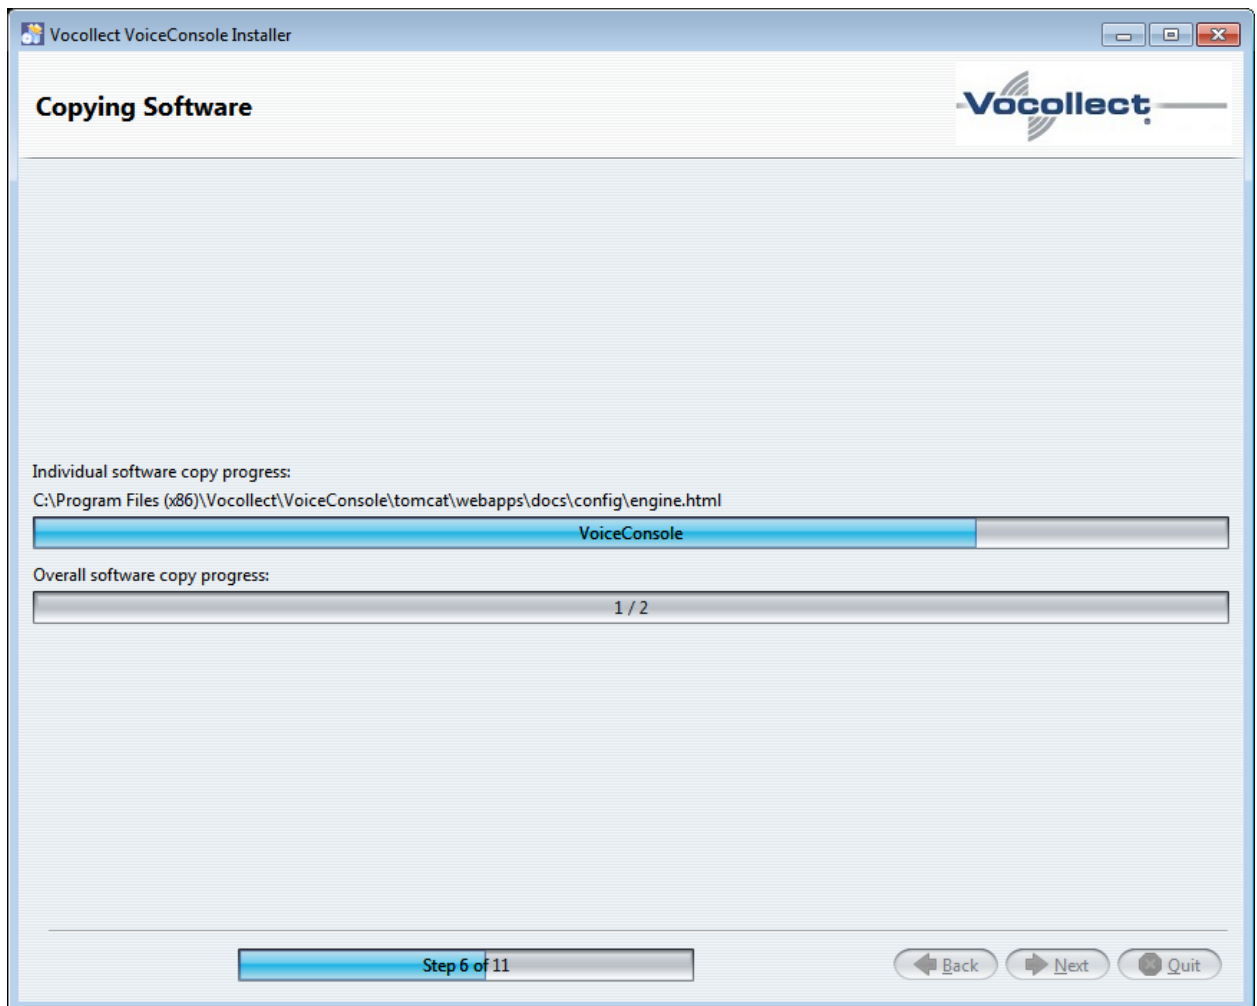 Vocollect VoiceConsole Installer
Copying Software
Vocollect
Individual software copy progress:
C:\Program Files (x86)\Vocollect\VoiceConsole\tomcat\webapps\docs\config\engine.html
VoiceConsole
Overall software copy progress:
1 / 2
Step 6 of 11
Back Next Quit